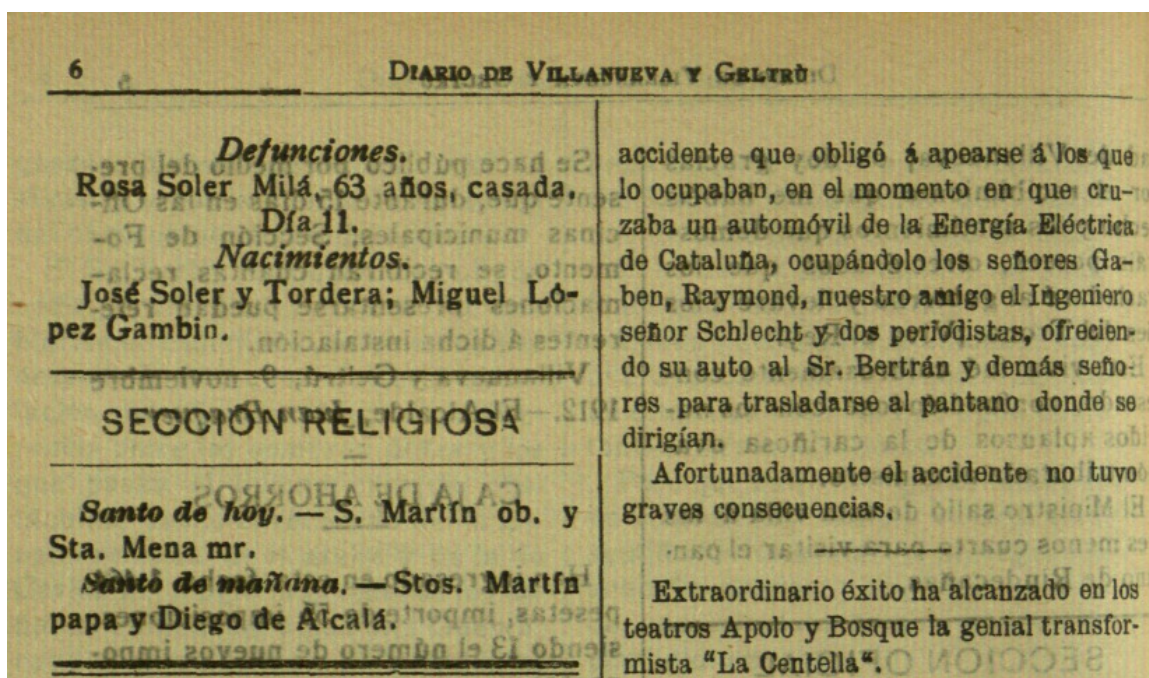 6
DIARIO DE VILLANUEVA Y GELTRÚ
Defunciones.
Rosa Soler Milá, 63 años, casada.
Día 11.
Nacimientos.
José Soler y Tordera; Miguel Ló-
pez Gambin.
SECCIÓN RELIGIOSA
Santo de hoy. — S. Martín ob. y
Sta. Mena mr.
Santo de mañana. — Stos. Martín
papa y Diego de Alcalá.
accidente que obligó á apearse á los que
lo ocupaban, en el momento en que cru-
zaba un automóvil de la Energía Eléctrica
de Cataluña, ocupándolo los señores Ga-
ben, Raymond, nuestro amigo el Ingeniero
señor Schlecht y dos periodistas, ofrecien-
do su auto al Sr. Bertrán y demás seño-
res para trasladarse al pantano donde se
dirigían.
Afortunadamente el accidente no tuvo
graves consecuencias.
Extraordinario éxito ha alcanzado en los
teatros Apolo y Bosque la genial transfor-
mista "La Centella".